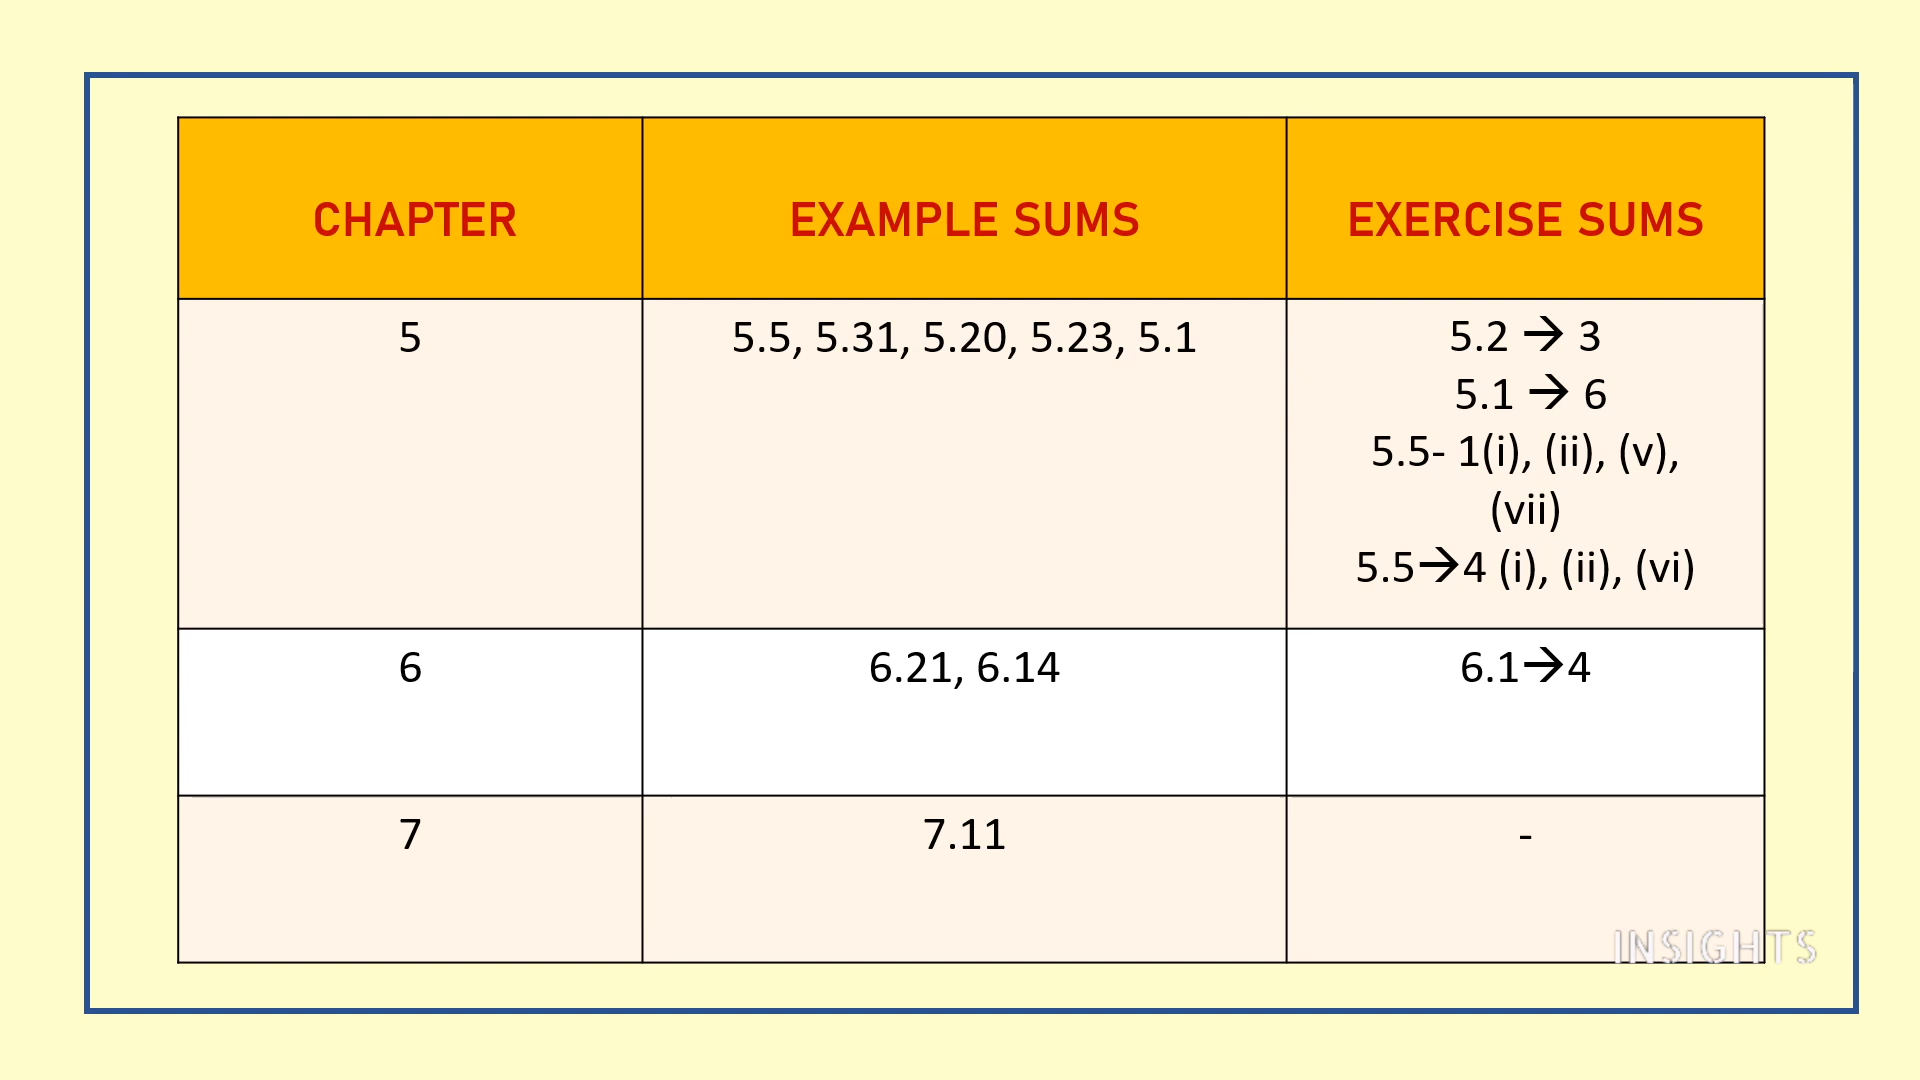 CHAPTER EXAMPLE SUMS EXERCISE SUMS
5 5.5, 5.31, 5.20, 5.23, 5.1 5.2 → 3
5.1 → 6
5.5- 1(i), (ii), (v),
(vii)
5.5→4 (i), (ii), (vi)
6 6.21, 6.14 6.1→4
7 7.11 -
INSIGHTS